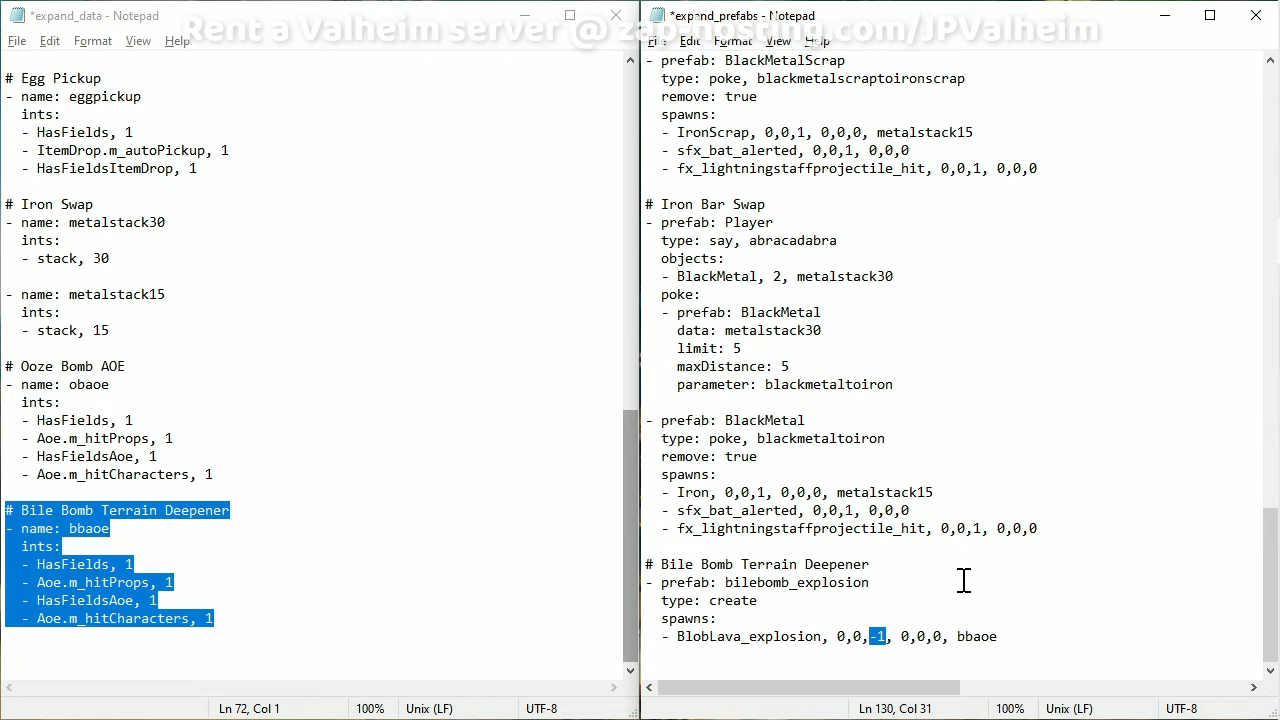 *expand_data - Notepad
File Edit Format View Help
# Egg Pickup
- name: eggpickup
ints:
- HasFields, 1
- ItemDrop.m_autoPickup, 1
- HasFieldsItemDrop, 1
# Iron Swap
- name: metalstack30
ints:
- stack, 30
- name: metalstack15
ints:
- stack, 15
# Ooze Bomb AOE
- name: obaoe
ints:
- HasFields, 1
- Aoe.m_hitProps, 1
- HasFieldsAoe, 1
- Aoe.m_hitCharacters, 1
# Bile Bomb Terrain Deepener
- name: bbaoe
ints:
- HasFields, 1
- Aoe.m_hitProps, 1
- HasFieldsAoe, 1
- Aoe.m_hitCharacters, 1
Ln 72, Col 1 100% Unix (LF) UTF-8
Rent a Valheim server @ zap-hosting.com/JPValheim
*expand_prefabs - Notepad
File Edit Format View Help
- prefab: BlackMetalScrap
type: poke, blackmetalscraptoironscrap
remove: true
spawns:
- IronScrap, 0,0,1, 0,0,0, metalstack15
- sfx_bat_alerted, 0,0,1, 0,0,0
- fx_lightningstaffprojectile_hit, 0,0,1, 0,0,0
# Iron Bar Swap
- prefab: Player
type: say, abracadabra
objects:
- BlackMetal, 2, metalstack30
poke:
- prefab: BlackMetal
data: metalstack30
limit: 5
maxDistance: 5
parameter: blackmetaltoiron
- prefab: BlackMetal
type: poke, blackmetaltoiron
remove: true
spawns:
- Iron, 0,0,1, 0,0,0, metalstack15
- sfx_bat_alerted, 0,0,1, 0,0,0
- fx_lightningstaffprojectile_hit, 0,0,1, 0,0,0
# Bile Bomb Terrain Deepener
- prefab: bilebomb_explosion
type: create
spawns:
- BlobLava_explosion, 0,0,-1, 0,0,0, bbaoe
Ln 130, Col 31 100% Unix (LF) UTF-8